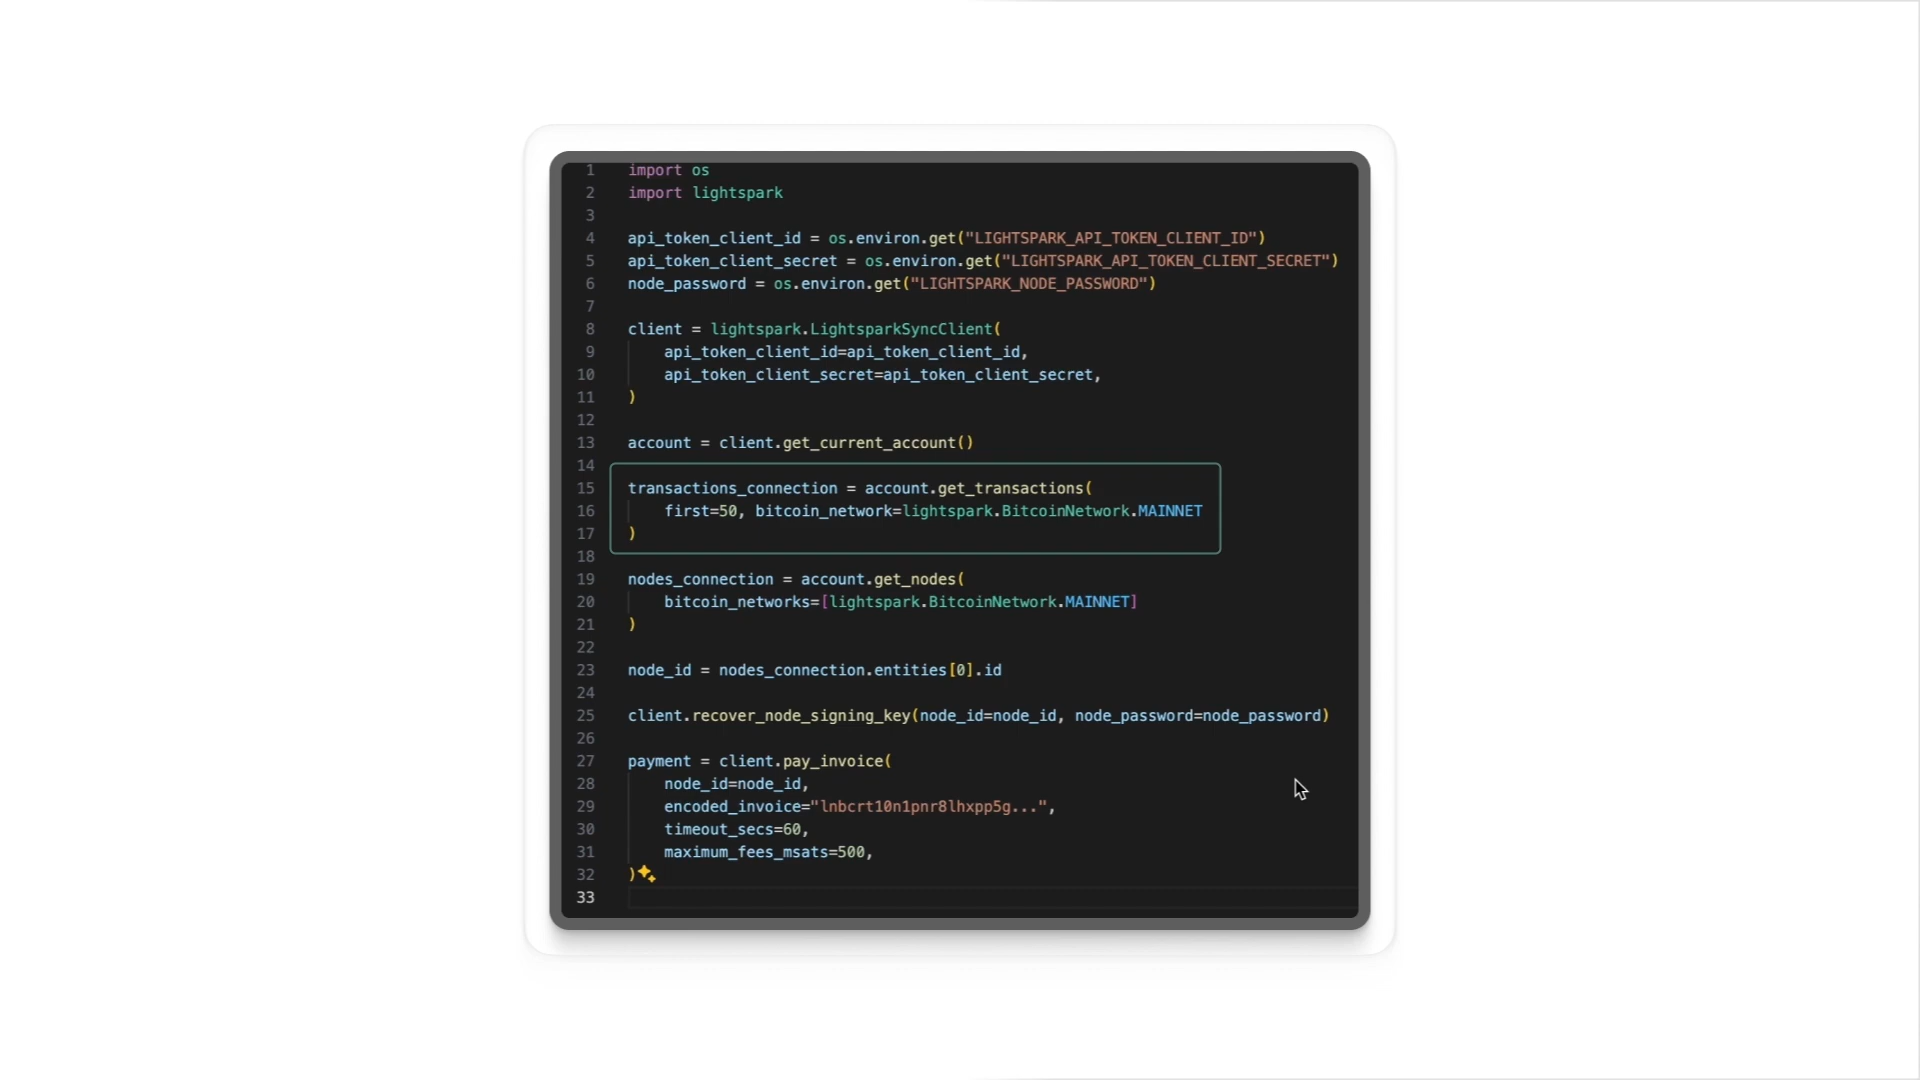 1 import os
2 import lightspark
3
4 api_token_client_id = os.environ.get("LIGHTSPARK_API_TOKEN_CLIENT_ID")
5 api_token_client_secret = os.environ.get("LIGHTSPARK_API_TOKEN_CLIENT_SECRET")
6 node_password = os.environ.get("LIGHTSPARK_NODE_PASSWORD")
7
8 client = lightspark.LightsparkSyncClient(
9     api_token_client_id=api_token_client_id,
10     api_token_client_secret=api_token_client_secret,
11 )
12
13 account = client.get_current_account()
14
15 transactions_connection = account.get_transactions(
16     first=50, bitcoin_network=lightspark.BitcoinNetwork.MAINNET
17 )
18
19 nodes_connection = account.get_nodes(
20     bitcoin_networks=[lightspark.BitcoinNetwork.MAINNET]
21 )
22
23 node_id = nodes_connection.entities[0].id
24
25 client.recover_node_signing_key(node_id=node_id, node_password=node_password)
26
27 payment = client.pay_invoice(
28     node_id=node_id,
29     encoded_invoice="lnbcrt10n1pnr8lhxpp5g...",
30     timeout_secs=60,
31     maximum_fees_msats=500,
32 )
33